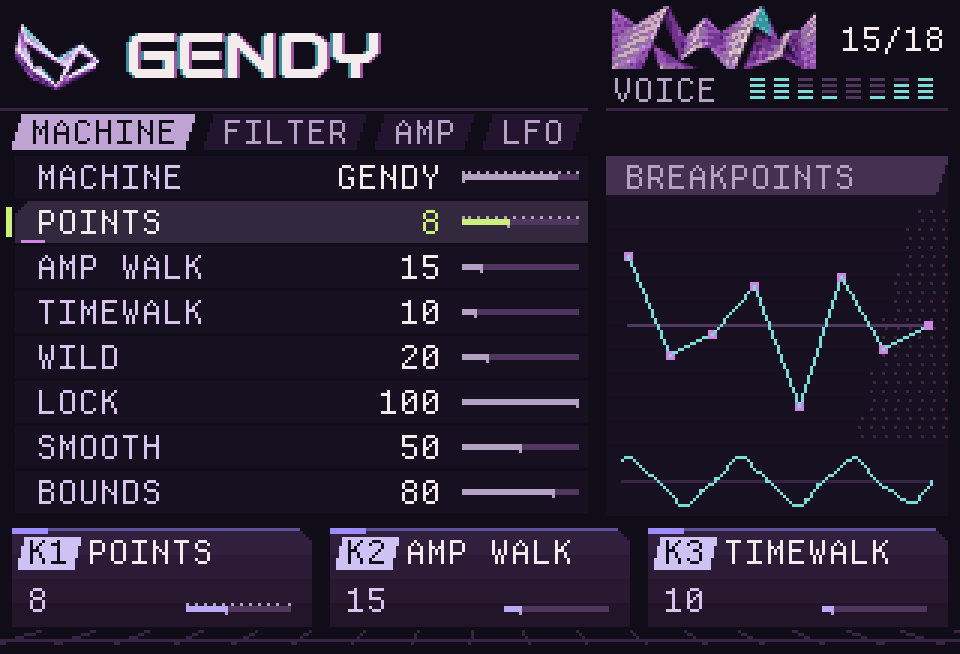 GENDY
15/18
VOICE
MACHINE FILTER AMP LFO
MACHINE GENDY
POINTS 8
AMP WALK 15
TIMEWALK 10
WILD 20
LOCK 100
SMOOTH 50
BOUNDS 80
BREAKPOINTS
K1 POINTS
8
K2 AMP WALK
15
K3 TIMEWALK
10